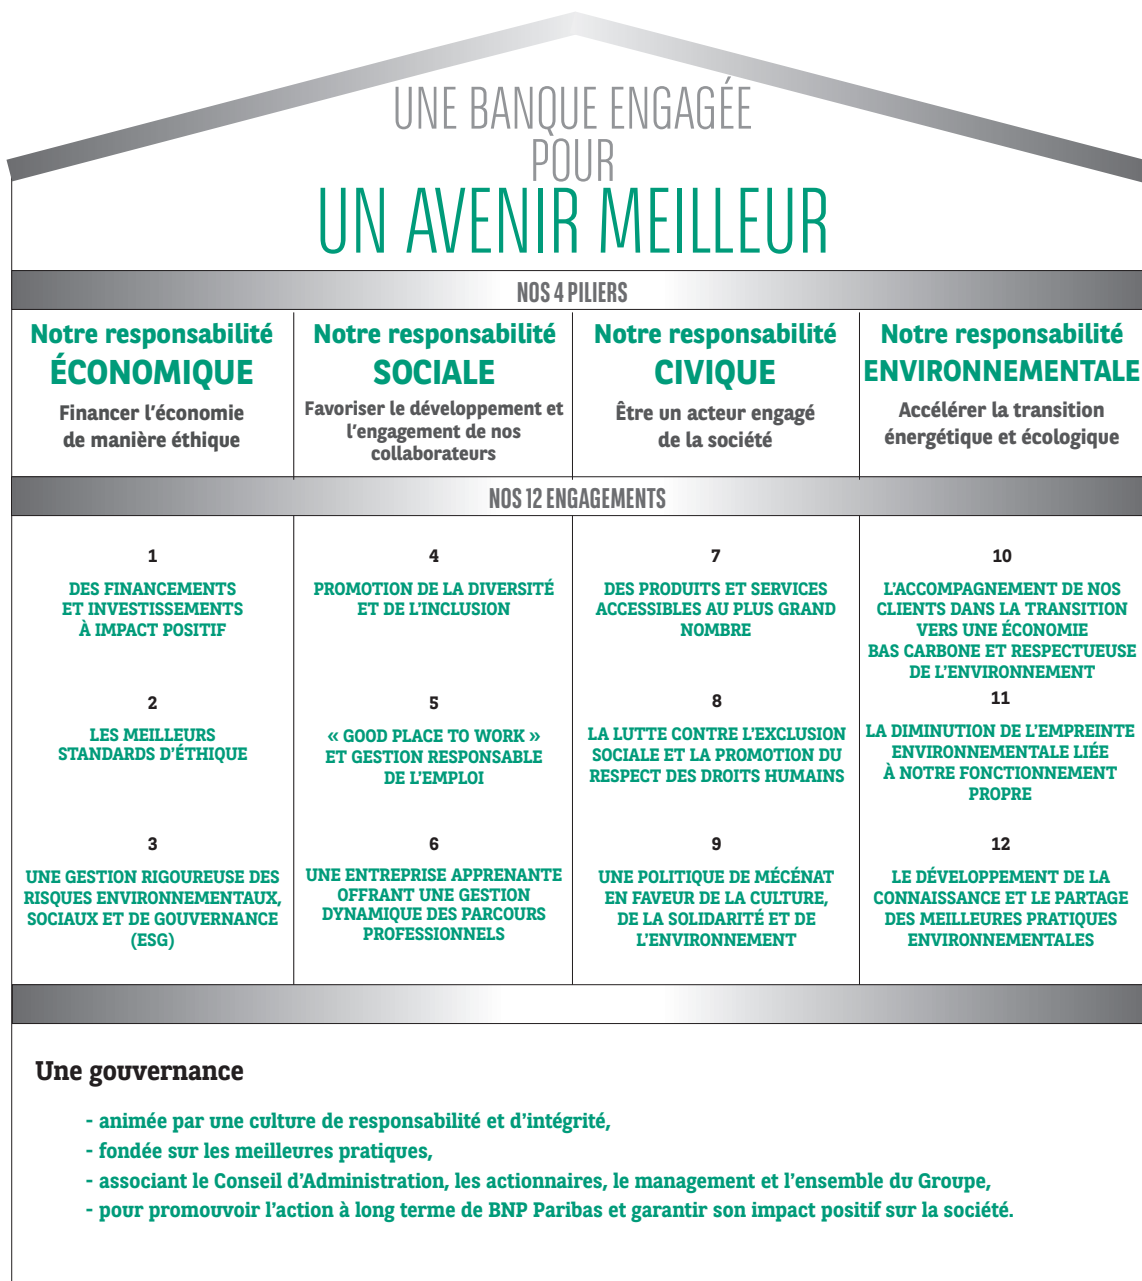 UNE BANQUE ENGAGÉE
POUR
UN AVENIR MEILLEUR
NOS 4 PILIERS
Notre responsabilité
ÉCONOMIQUE
Financer l'économie
de manière éthique
Notre responsabilité
SOCIALE
Favoriser le développement et
l'engagement de nos
collaborateurs
Notre responsabilité
CIVIQUE
Être un acteur engagé
de la société
Notre responsabilité
ENVIRONNEMENTALE
Accélérer la transition
énergétique et écologique
NOS 12 ENGAGEMENTS
1
DES FINANCEMENTS
ET INVESTISSEMENTS
À IMPACT POSITIF
2
LES MEILLEURS
STANDARDS D'ÉTHIQUE
3
UNE GESTION RIGOUREUSE DES
RISQUES ENVIRONNEMENTAUX,
SOCIAUX ET DE GOUVERNANCE
(ESG)
4
PROMOTION DE LA DIVERSITÉ
ET DE L'INCLUSION
5
« GOOD PLACE TO WORK »
ET GESTION RESPONSABLE
DE L'EMPLOI
6
UNE ENTREPRISE APPRENANTE
OFFRANT UNE GESTION
DYNAMIQUE DES PARCOURS
PROFESSIONNELS
7
DES PRODUITS ET SERVICES
ACCESSIBLES AU PLUS GRAND
NOMBRE
8
LA LUTTE CONTRE L'EXCLUSION
SOCIALE ET LA PROMOTION DU
RESPECT DES DROITS HUMAINS
9
UNE POLITIQUE DE MÉCÉNAT
EN FAVEUR DE LA CULTURE,
DE LA SOLIDARITÉ ET DE
L'ENVIRONNEMENT
10
L'ACCOMPAGNEMENT DE NOS
CLIENTS DANS LA TRANSITION
VERS UNE ÉCONOMIE
BAS CARBONE ET RESPECTUEUSE
DE L'ENVIRONNEMENT
11
LA DIMINUTION DE L'EMPREINTE
ENVIRONNEMENTALE LIÉE
À NOTRE FONCTIONNEMENT
PROPRE
12
LE DÉVELOPPEMENT DE LA
CONNAISSANCE ET LE PARTAGE
DES MEILLEURES PRATIQUES
ENVIRONNEMENTALES
Une gouvernance
- animée par une culture de responsabilité et d'intégrité,
- fondée sur les meilleures pratiques,
- associant le Conseil d'Administration, les actionnaires, le management et l'ensemble du Groupe,
- pour promouvoir l'action à long terme de BNP Paribas et garantir son impact positif sur la société.